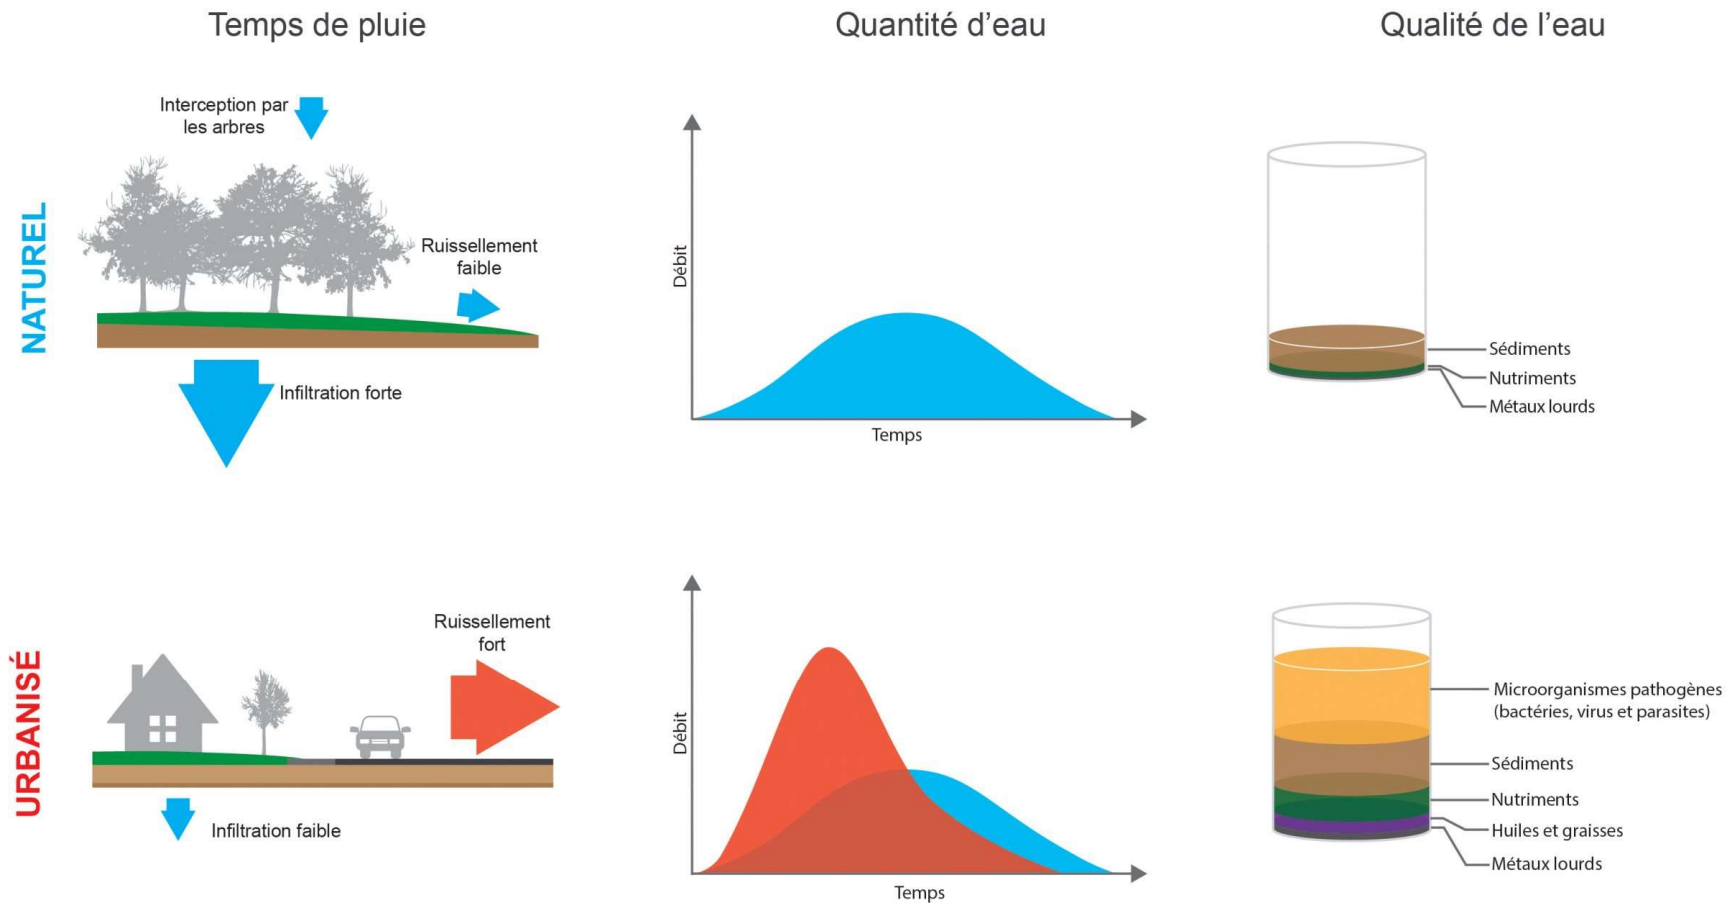 Temps de pluie
Quantité d'eau
Qualité de l'eau
NATUREL
Interception par
les arbres
Ruissellement
faible
Infiltration forte
Débit
Temps
Sédiments
Nutriments
Métaux lourds
URBANISÉ
Ruissellement
fort
Infiltration faible
Débit
Temps
Microorganismes pathogènes
(bactéries, virus et parasites)
Sédiments
Nutriments
Huiles et graisses
Métaux lourds